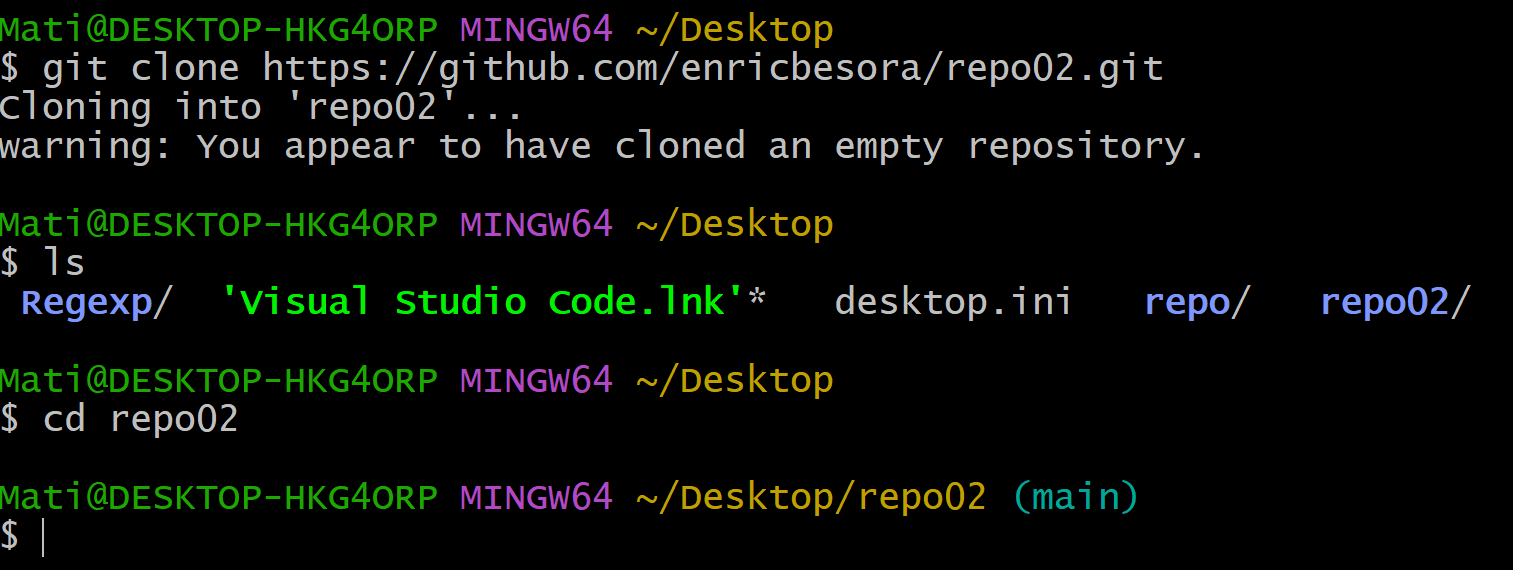 Mati@DESKTOP-HKG4ORP MINGW64 ~/Desktop
$ git clone https://github.com/enricbesora/repo02.git
Cloning into 'repo02'...
warning: You appear to have cloned an empty repository.
Mati@DESKTOP-HKG4ORP MINGW64 ~/Desktop
$ ls
Regexp/  'Visual Studio Code.lnk'*   desktop.ini   repo/   repo02/
Mati@DESKTOP-HKG4ORP MINGW64 ~/Desktop
$ cd repo02
Mati@DESKTOP-HKG4ORP MINGW64 ~/Desktop/repo02 (main)
$